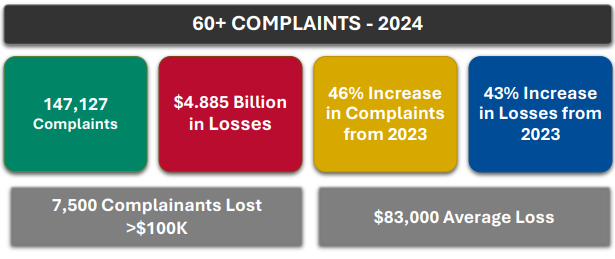 60+ COMPLAINTS - 2024
147,127
Complaints
$4.885 Billion
in Losses
46% Increase
in Complaints
from 2023
43% Increase
in Losses from
2023
7,500 Complainants Lost
>$100K
$83,000 Average Loss